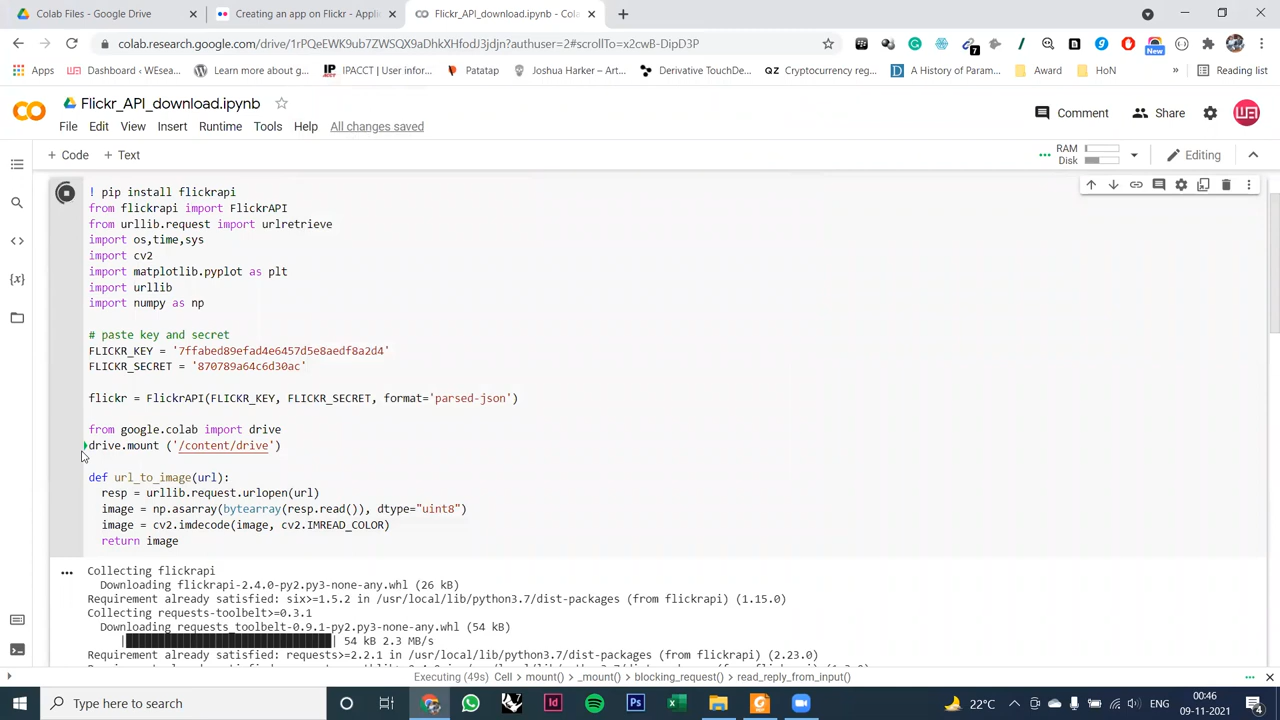 Colab Files - Google Drive
Creating an app on Flickr - Appli
Flickr_API_download.ipynb - Cola
colab.research.google.com/drive/1rPQeEWK9ub7ZWSQX9aThkXRfodJ3jdjn?authuser=2#scrollTo=x2cwB-DipD3P
Apps
Dashboard ‹ WEsea...
Learn more about g...
IPACCT | User infor...
Patatap
Joshua Harker – Art...
Derivative TouchDe...
QZ Cryptocurrency reg...
A History of Param...
Award
HoN
»
Reading list
Flickr_API_download.ipynb
File Edit View Insert Runtime Tools Help All changes saved
Comment
Share
+ Code + Text
RAM
Disk
Editing
! pip install flickrapi
from flickrapi import FlickrAPI
from urllib.request import urlretrieve
import os,time,sys
import cv2
import matplotlib.pyplot as plt
import urllib
import numpy as np
# paste key and secret
FLICKR_KEY = '7ffabed89efad4e6457d5e8aedf8a2d4'
FLICKR_SECRET = '870789a64c6d30ac'
flickr = FlickrAPI(FLICKR_KEY, FLICKR_SECRET, format='parsed-json')
from google.colab import drive
drive.mount ('/content/drive')
def url_to_image(url):
resp = urllib.request.urlopen(url)
image = np.asarray(bytearray(resp.read()), dtype="uint8")
image = cv2.imdecode(image, cv2.IMREAD_COLOR)
return image
Collecting flickrapi
Downloading flickrapi-2.4.0-py2.py3-none-any.whl (26 kB)
Requirement already satisfied: six>=1.5.2 in /usr/local/lib/python3.7/dist-packages (from flickrapi) (1.15.0)
Collecting requests-toolbelt>=0.3.1
Downloading requests_toolbelt-0.9.1-py2.py3-none-any.whl (54 kB)
54 kB 2.3 MB/s
Requirement already satisfied: requests>=2.2.1 in /usr/local/lib/python3.7/dist-packages (from flickrapi) (2.23.0)
Executing (49s) Cell › mount() › _mount() › blocking_request() › read_reply_from_input()
Type here to search
22°C
ENG
00:46
09-11-2021